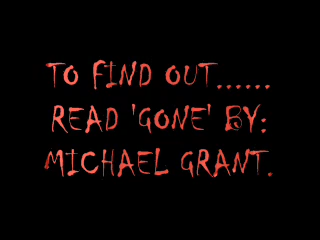 TO FIND OUT......
READ 'GONE' BY:
MICHAEL GRANT.